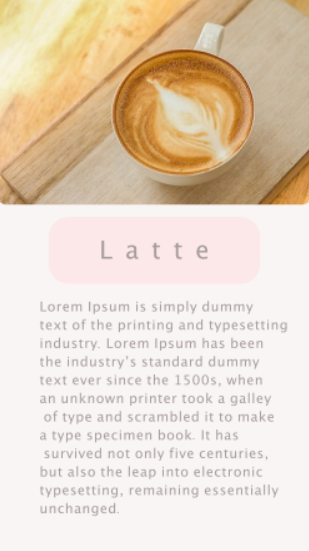 Latte
Lorem Ipsum is simply dummy
text of the printing and typesetting
industry. Lorem Ipsum has been
the industry's standard dummy
text ever since the 1500s, when
an unknown printer took a galley
of type and scrambled it to make
a type specimen book. It has
survived not only five centuries,
but also the leap into electronic
typesetting, remaining essentially
unchanged.